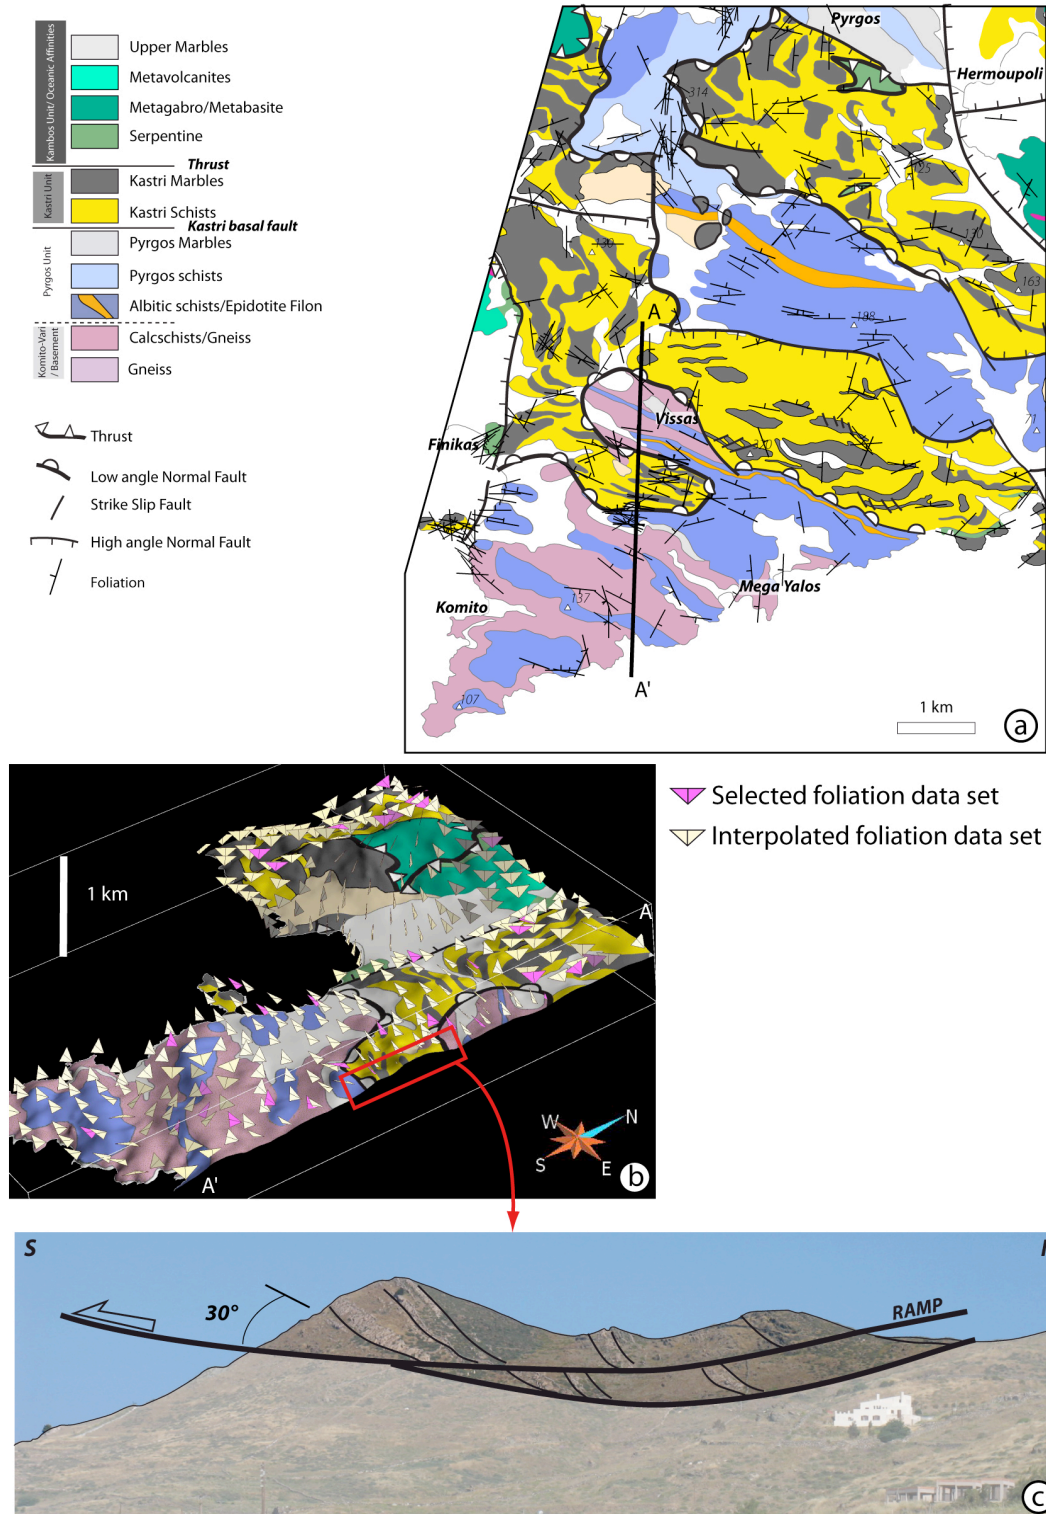 Kambos Unit/ Oceanic Affinities
Upper Marbles
Metavolcanites
Metagabro/Metabasite
Serpentine
Thrust
Kastri Unit
Kastri Marbles
Kastri Schists
Kastri basal fault
Pyrgos Unit
Pyrgos Marbles
Pyrgos schists
Albitic schists/Epidotite Filon
Komito-Vari
/ Basement
Calcschists/Gneiss
Gneiss
Thrust
Low angle Normal Fault
Strike Slip Fault
High angle Normal Fault
Foliation
Pyrgos
Hermoupoli
314
125
130
130
163
188
A
Vissas
Finikas
270
71
Komito
137
Mega Yalos
A'
107
1 km
a
Selected foliation data set
Interpolated foliation data set
1 km
A
W
N
S
E
A'
b
S
30°
RAMP
c